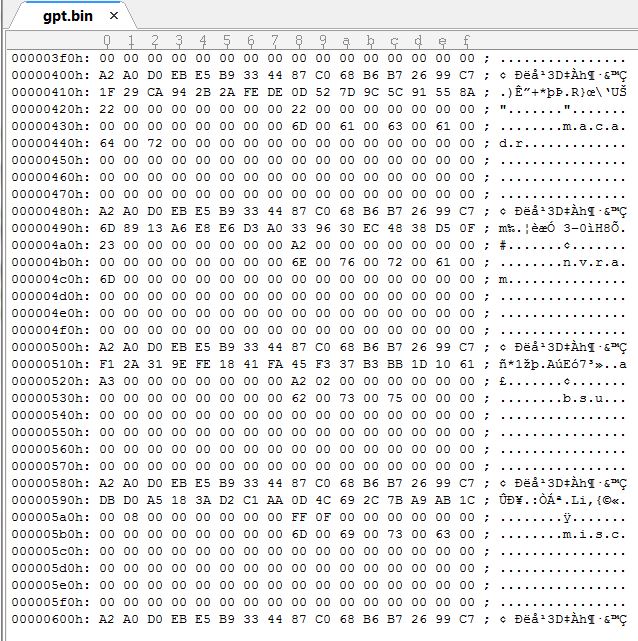 gpt.bin ×
0 1 2 3 4 5 6 7 8 9 a b c d e f
000003f0h: 00 00 00 00 00 00 00 00 00 00 00 00 00 00 00 00 ; ................
00000400h: A2 A0 D0 EB E5 B9 33 44 87 C0 68 B6 B7 26 99 C7 ; ¢ Ðëå¹3D‡Àh¶·&™Ç
00000410h: 1F 29 CA 94 2B 2A FE DE 0D 52 7D 9C 5C 91 55 8A ; .)Ê”+*þÞ.R}œ\‘UŠ
00000420h: 22 00 00 00 00 00 00 00 22 00 00 00 00 00 00 00 ; ".......".......
00000430h: 00 00 00 00 00 00 00 00 6D 00 61 00 63 00 61 00 ; ........m.a.c.a.
00000440h: 64 00 72 00 00 00 00 00 00 00 00 00 00 00 00 00 ; d.r.............
00000450h: 00 00 00 00 00 00 00 00 00 00 00 00 00 00 00 00 ; ................
00000460h: 00 00 00 00 00 00 00 00 00 00 00 00 00 00 00 00 ; ................
00000470h: 00 00 00 00 00 00 00 00 00 00 00 00 00 00 00 00 ; ................
00000480h: A2 A0 D0 EB E5 B9 33 44 87 C0 68 B6 B7 26 99 C7 ; ¢ Ðëå¹3D‡Àh¶·&™Ç
00000490h: 6D 89 13 A6 E8 E6 D3 A0 33 96 30 EC 48 38 D5 0F ; m‰.¦èæÓ 3–0ìH8Õ.
000004a0h: 23 00 00 00 00 00 00 00 A2 00 00 00 00 00 00 00 ; #.......¢.......
000004b0h: 00 00 00 00 00 00 00 00 6E 00 76 00 72 00 61 00 ; ........n.v.r.a.
000004c0h: 6D 00 00 00 00 00 00 00 00 00 00 00 00 00 00 00 ; m...............
000004d0h: 00 00 00 00 00 00 00 00 00 00 00 00 00 00 00 00 ; ................
000004e0h: 00 00 00 00 00 00 00 00 00 00 00 00 00 00 00 00 ; ................
000004f0h: 00 00 00 00 00 00 00 00 00 00 00 00 00 00 00 00 ; ................
00000500h: A2 A0 D0 EB E5 B9 33 44 87 C0 68 B6 B7 26 99 C7 ; ¢ Ðëå¹3D‡Àh¶·&™Ç
00000510h: F1 2A 31 9E FE 18 41 FA 45 F3 37 B3 BB 1D 10 61 ; ñ*1žþ.AúEó7³»..a
00000520h: A3 00 00 00 00 00 00 00 A2 02 00 00 00 00 00 00 ; £.......¢.......
00000530h: 00 00 00 00 00 00 00 00 62 00 73 00 75 00 00 00 ; ........b.s.u...
00000540h: 00 00 00 00 00 00 00 00 00 00 00 00 00 00 00 00 ; ................
00000550h: 00 00 00 00 00 00 00 00 00 00 00 00 00 00 00 00 ; ................
00000560h: 00 00 00 00 00 00 00 00 00 00 00 00 00 00 00 00 ; ................
00000570h: 00 00 00 00 00 00 00 00 00 00 00 00 00 00 00 00 ; ................
00000580h: A2 A0 D0 EB E5 B9 33 44 87 C0 68 B6 B7 26 99 C7 ; ¢ Ðëå¹3D‡Àh¶·&™Ç
00000590h: DB D0 A5 18 3A D2 C1 AA 0D 4C 69 2C 7B A9 AB 1C ; ÛÐ¥.:ÒÁª.Li,{©«.
000005a0h: 00 08 00 00 00 00 00 00 FF 0F 00 00 00 00 00 00 ; ........ÿ.......
000005b0h: 00 00 00 00 00 00 00 00 6D 00 69 00 73 00 63 00 ; ........m.i.s.c.
000005c0h: 00 00 00 00 00 00 00 00 00 00 00 00 00 00 00 00 ; ................
000005d0h: 00 00 00 00 00 00 00 00 00 00 00 00 00 00 00 00 ; ................
000005e0h: 00 00 00 00 00 00 00 00 00 00 00 00 00 00 00 00 ; ................
000005f0h: 00 00 00 00 00 00 00 00 00 00 00 00 00 00 00 00 ; ................
00000600h: A2 A0 D0 EB E5 B9 33 44 87 C0 68 B6 B7 26 99 C7 ; ¢ Ðëå¹3D‡Àh¶·&™Ç